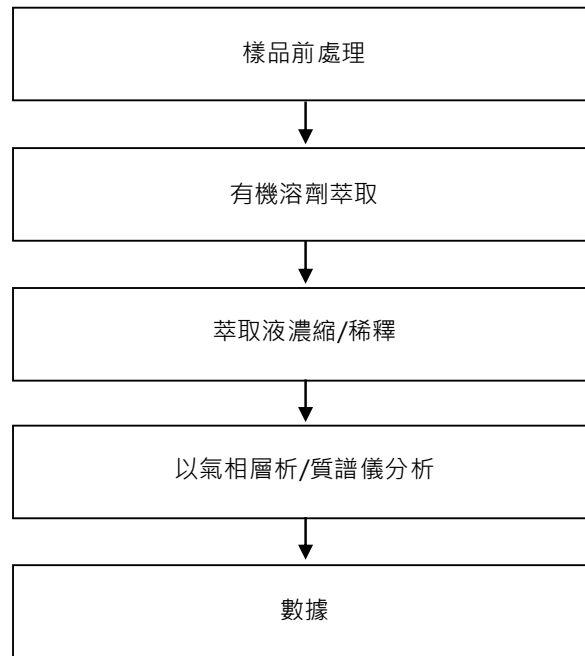 樣品前處理
有機溶劑萃取
萃取液濃縮/稀釋
以氣相層析/質譜儀分析
數據